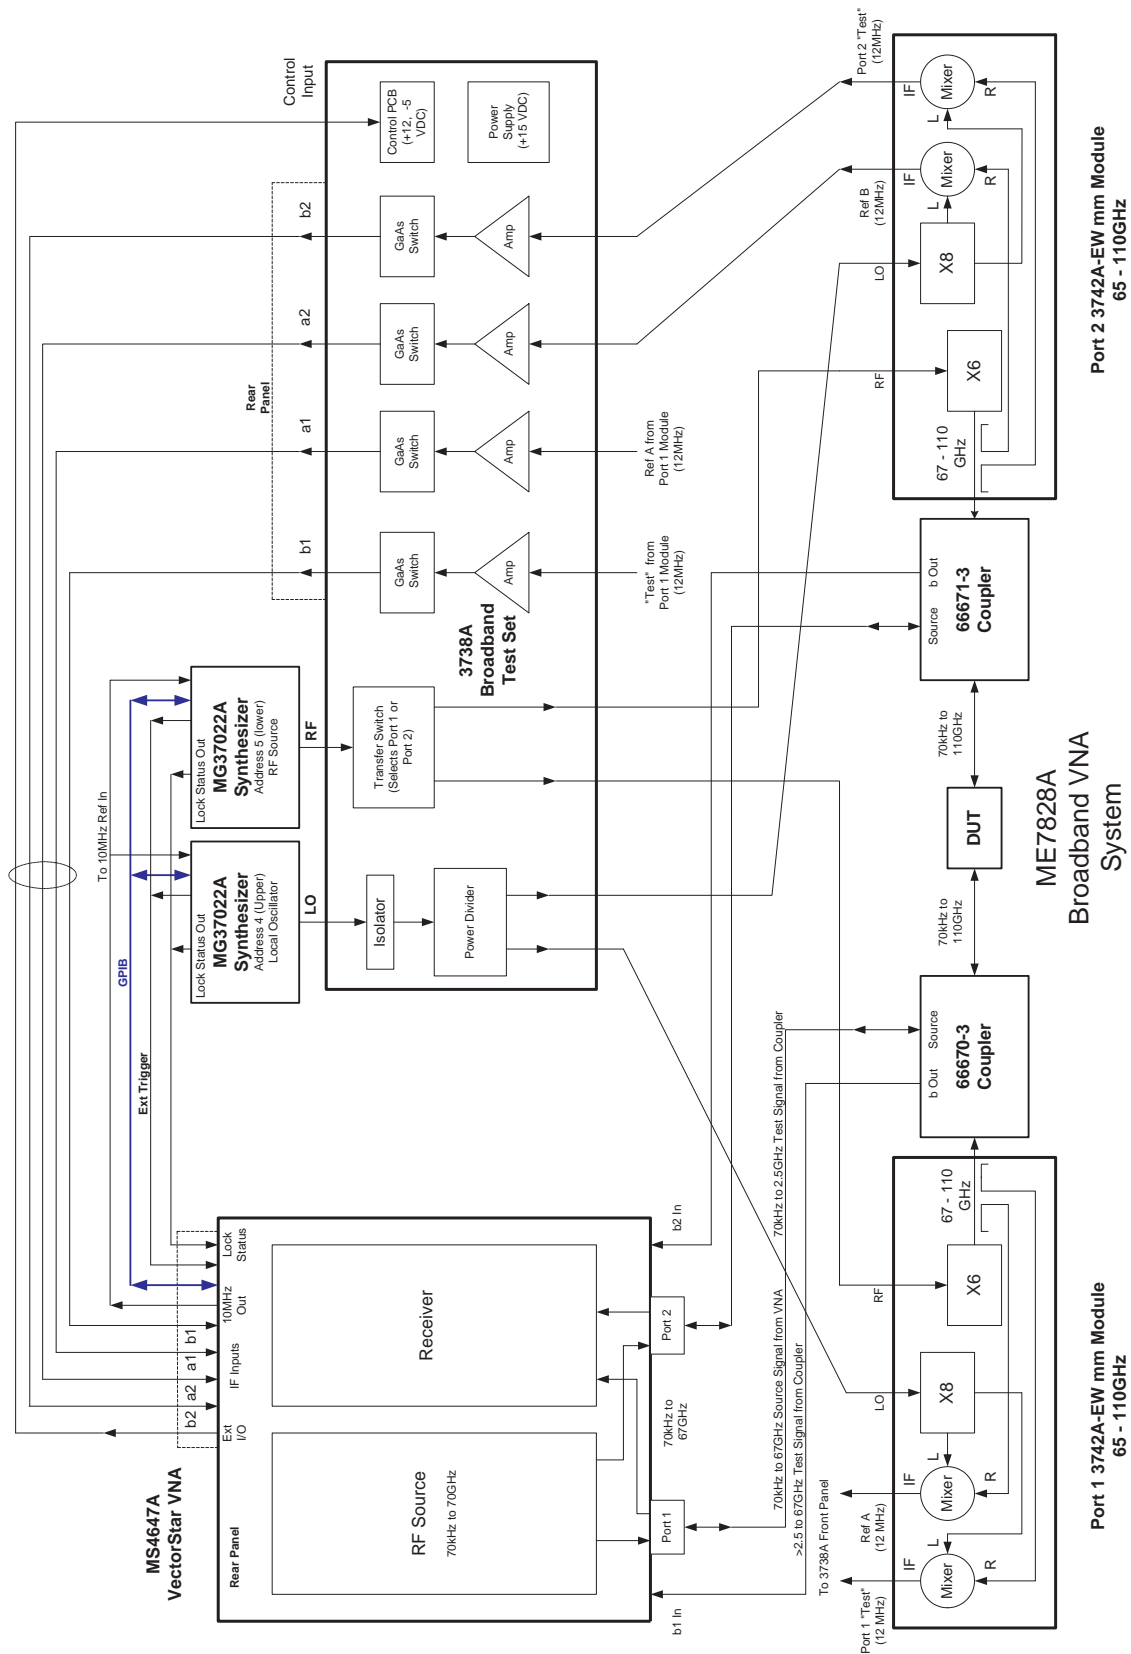 MS4647A
VectorStar VNA
Rear Panel
Ext
I/O
b2
a2
a1
b1
IF Inputs
10MHz
Out
Lock
Status
RF Source
70kHz to 70GHz
Receiver
Port 1
Port 2
70kHz to
67GHz
b1 In
b2 In
GPIB
Ext Trigger
To 10MHz Ref In
Lock Status Out
MG37022A
Synthesizer
Address 4 (Upper)
Local Oscillator
Lock Status Out
MG37022A
Synthesizer
Address 5 (lower)
RF Source
LO
RF
Isolator
Power Divider
Transfer Switch
(Selects Port 1 or
Port 2)
3738A
Broadband
Test Set
Rear
Panel
b1
a1
a2
b2
GaAs
Switch
GaAs
Switch
GaAs
Switch
GaAs
Switch
Amp
Amp
Amp
Amp
Control
Input
Control PCB
(+12, -5
VDC)
Power
Supply
(+15 VDC)
"Test" from
Port 1 Module
(12MHz)
Ref A from
Port 1 Module
(12MHz)
70kHz to 67GHz Source Signal from VNA
70kHz to 2.5GHz Test Signal from Coupler
>2.5 to 67GHz Test Signal from Coupler
To 3738A Front Panel
Port 1 "Test"
(12 MHz)
Ref A
(12 MHz)
IF
Mixer
L
R
IF
Mixer
L
R
LO
X8
RF
X6
67 - 110
GHz
Port 1 3742A-EW mm Module
65 - 110GHz
b Out
Source
66670-3
Coupler
70kHz to
110GHz
DUT
70kHz to
110GHz
ME7828A
Broadband VNA
System
Source
b Out
66671-3
Coupler
67 - 110
GHz
RF
X6
LO
X8
Ref B
(12MHz)
IF
Mixer
L
R
Port 2 "Test"
(12MHz)
IF
Mixer
L
R
Port 2 3742A-EW mm Module
65 - 110GHz